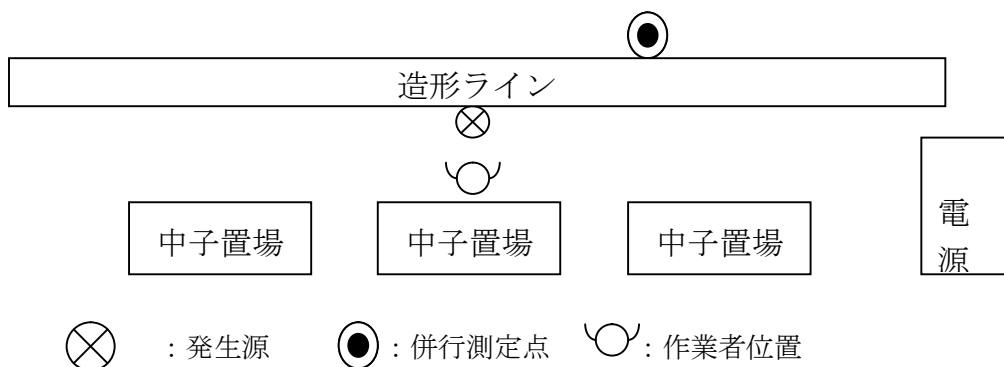 造形ライン
中子置場 中子置場 中子置場
電
源
：発生源 ：併行測定点 ：作業者位置